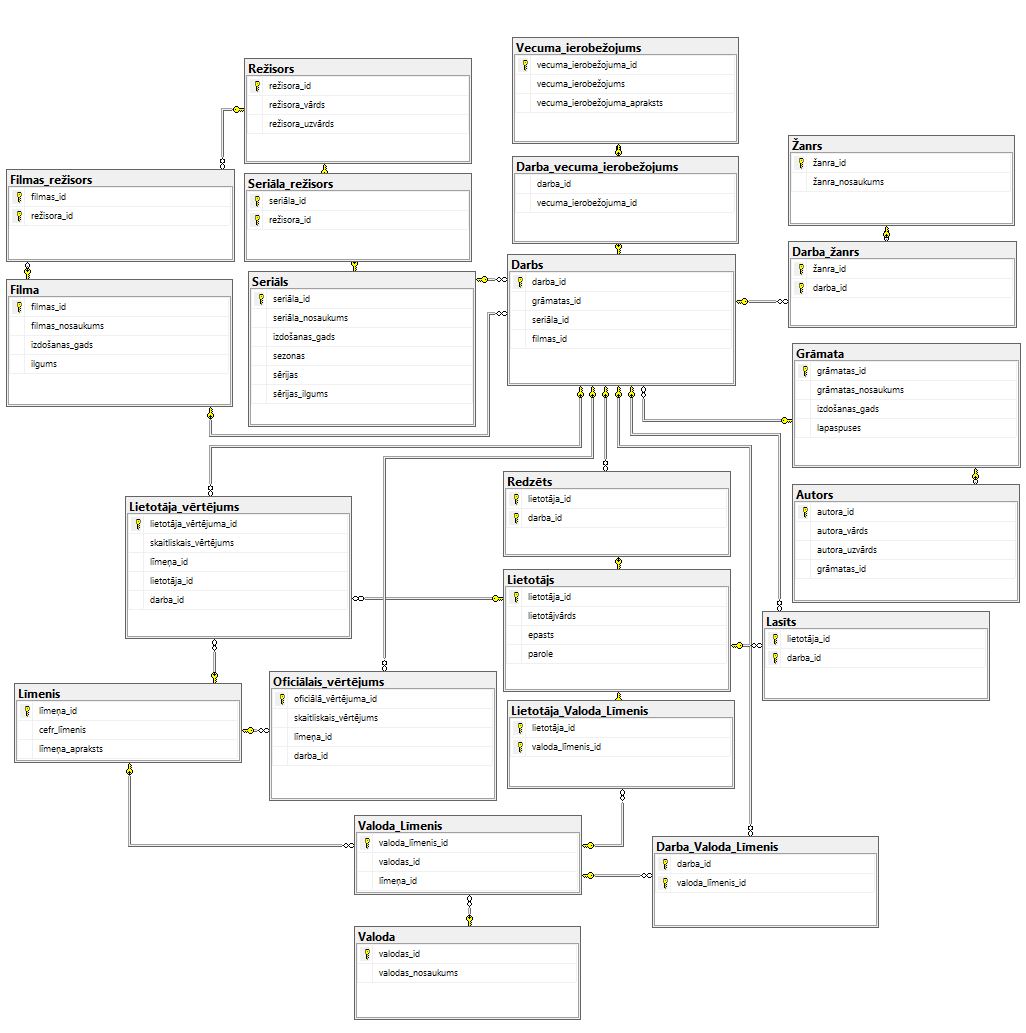 Vecuma_ierobežojums
vecuma_ierobežojuma_id
vecuma_ierobežojums
vecuma_ierobežojuma_apraksts
Režisors
režisora_id
režisora_vārds
režisora_uzvārds
Žanrs
žanra_id
žanra_nosaukums
Darba_vecuma_ierobežojums
darba_id
vecuma_ierobežojuma_id
Filmas_režisors
filmas_id
režisora_id
Seriāla_režisors
seriāla_id
režisora_id
Darba_žanrs
žanra_id
darba_id
Darbs
darba_id
grāmatas_id
seriāla_id
filmas_id
Seriāls
seriāla_id
seriāla_nosaukums
izdošanas_gads
sezonas
sērijas
sērijas_ilgums
Filma
filmas_id
filmas_nosaukums
izdošanas_gads
ilgums
Grāmata
grāmatas_id
grāmatas_nosaukums
izdošanas_gads
lapaspuses
Redzēts
lietotāja_id
darba_id
Autors
autora_id
autora_vārds
autora_uzvārds
grāmatas_id
Lietotāja_vērtējums
lietotāja_vērtējuma_id
skaitliskais_vērtējums
līmeņa_id
lietotāja_id
darba_id
Lietotājs
lietotāja_id
lietotājvārds
epasts
parole
Lasīts
lietotāja_id
darba_id
Oficiālais_vērtējums
oficiālā_vērtējuma_id
skaitliskais_vērtējums
līmeņa_id
darba_id
Līmenis
līmeņa_id
cefr_līmenis
līmeņa_apraksts
Lietotāja_Valoda_Līmenis
lietotāja_id
valoda_līmenis_id
Valoda_Līmenis
valoda_līmenis_id
valodas_id
līmeņa_id
Darba_Valoda_Līmenis
darba_id
valoda_līmenis_id
Valoda
valodas_id
valodas_nosaukums